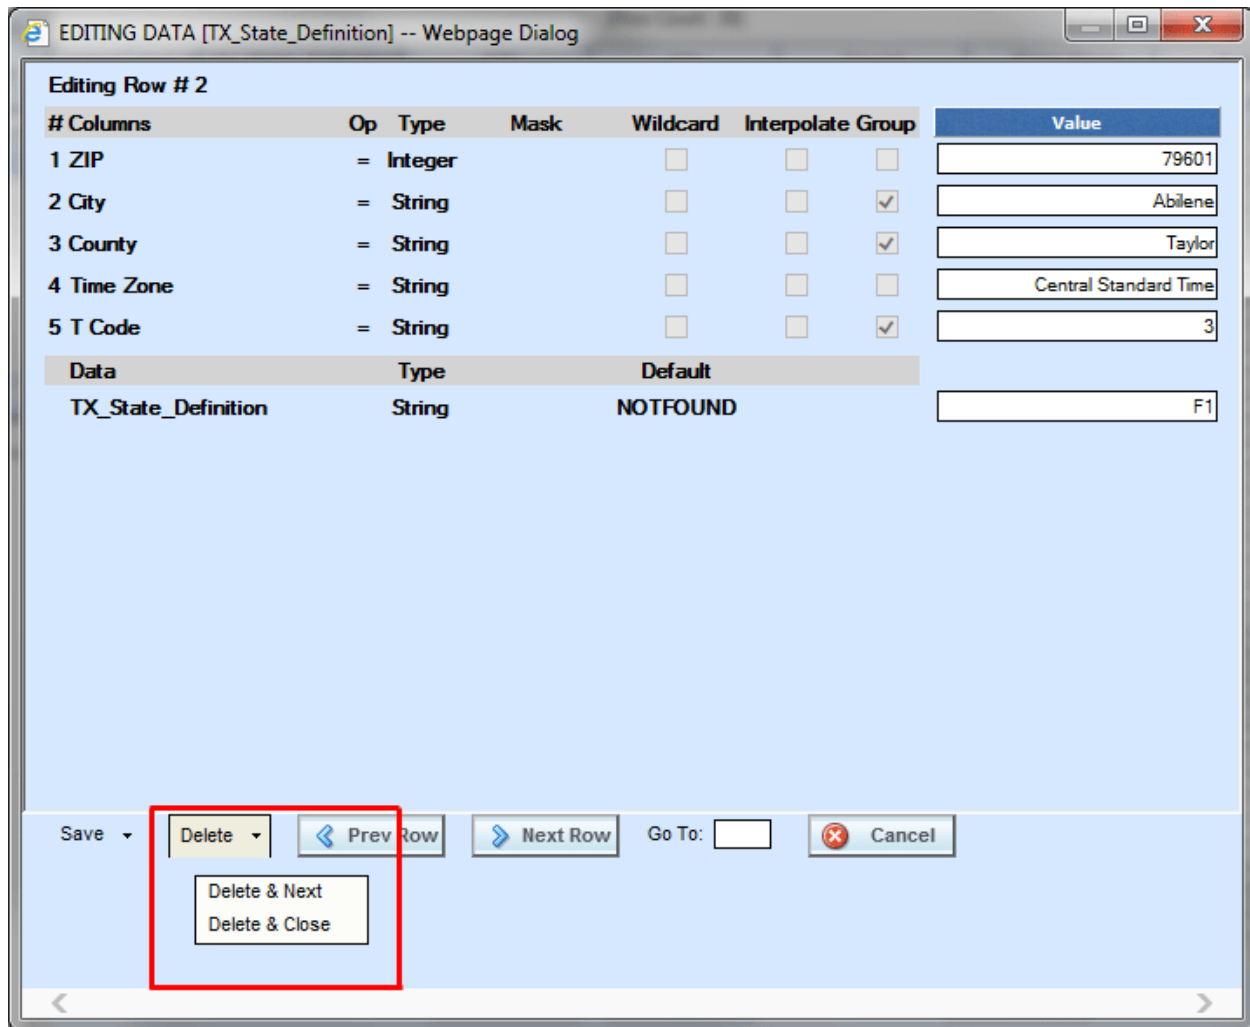 EDITING DATA [TX_State_Definition] -- Webpage Dialog
Editing Row # 2
# Columns Op Type Mask Wildcard Interpolate Group Value
1 ZIP = Integer 79601
2 City = String Abilene
3 County = String Taylor
4 Time Zone = String Central Standard Time
5 T Code = String 3
Data Type Default
TX_State_Definition String NOTFOUND F1
Save Delete Prev Row Next Row Go To: Cancel
Delete & Next
Delete & Close